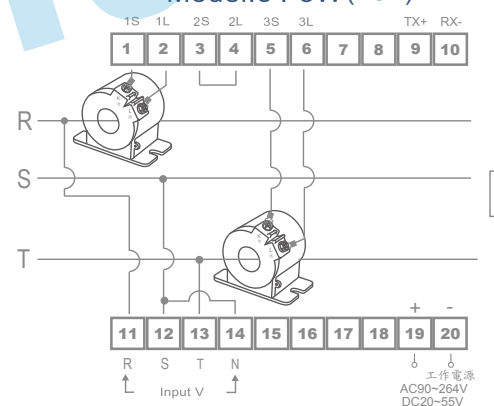 1S 1L 2S 2L 3S 3L TX+ RX-
1 2 3 4 5 6 7 8 9 10
R
S
T
11 12 13 14 15 16 17 18 19 20
R S T N + -
Input V
工作電源
AC90~264V
DC20~55V